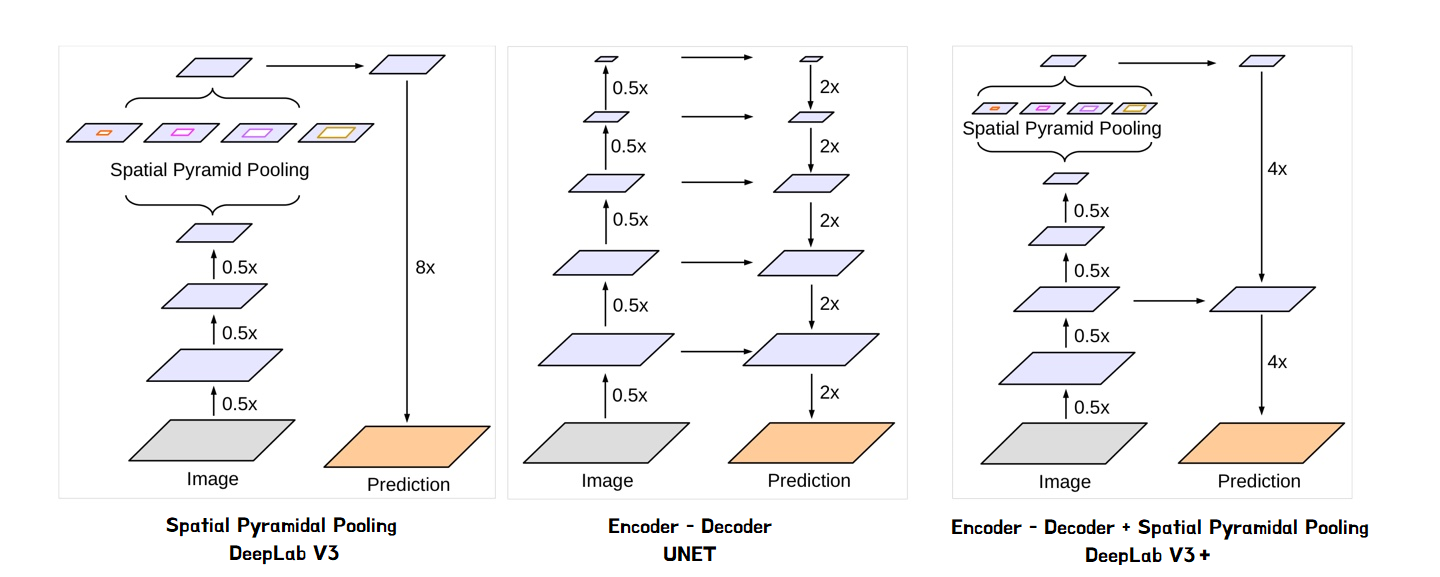 Spatial Pyramid Pooling
0.5x
0.5x
0.5x
8x
Image
Prediction
Spatial Pyramidal Pooling
DeepLab V3
0.5x
0.5x
0.5x
0.5x
0.5x
2x
2x
2x
2x
2x
Image
Prediction
Encoder - Decoder
UNET
Spatial Pyramid Pooling
0.5x
0.5x
0.5x
0.5x
4x
4x
Image
Prediction
Encoder - Decoder + Spatial Pyramidal Pooling
DeepLab V3+